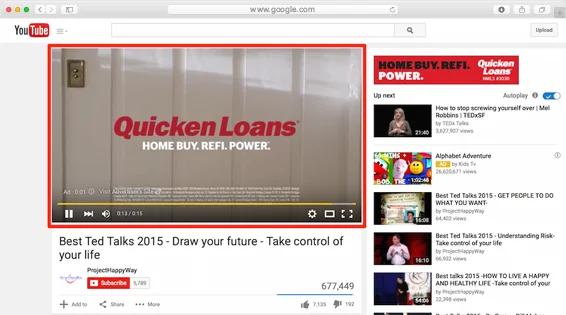 www.google.com
YouTube
Upload
Quicken Loans
HOME BUY. REFI. POWER.
Ad · 0:01
Visit Advertiser's Site
0:13 / 0:15
HOME BUY. REFI.
POWER.
Quicken Loans
NMLS #3030
Up next
Autoplay
How to stop screwing yourself over | Mel
Robbins | TEDxSF
by TEDx Talks
3,627,907 views
21:40
Alphabet Adventure
AD by Kids Tv
26,620,671 views
1:02:48
Best Ted Talks 2015 - GET PEOPLE TO DO
WHAT YOU WANT-
by ProjectHappyWay
64,402 views
16:08
Best Ted Talks 2015 - Understanding Risk-
Take control of your life
by ProjectHappyWay
66,932 views
16:10
Best talks 2015 -HOW TO LIVE A HAPPY
AND HEALTHY LIFE -Take control of your
by ProjectHappyWay
22,398 views
54:06
Best Ted Talks 2015 - Draw your future - Take control of
your life
ProjectHappyWay
Subscribe 5,789
677,449
Add to
Share
More
7,135
192